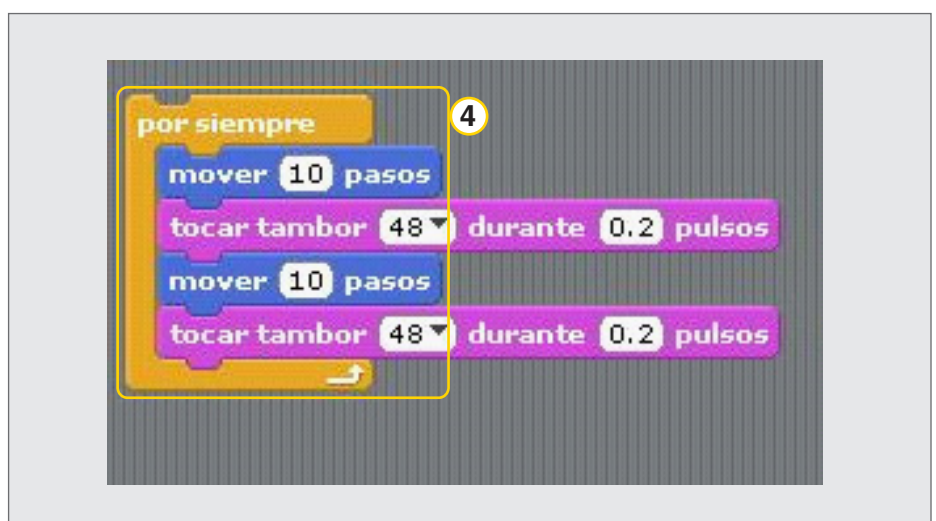 por siempre
4
mover 10 pasos
tocar tambor 48 durante 0.2 pulsos
mover 10 pasos
tocar tambor 48 durante 0.2 pulsos